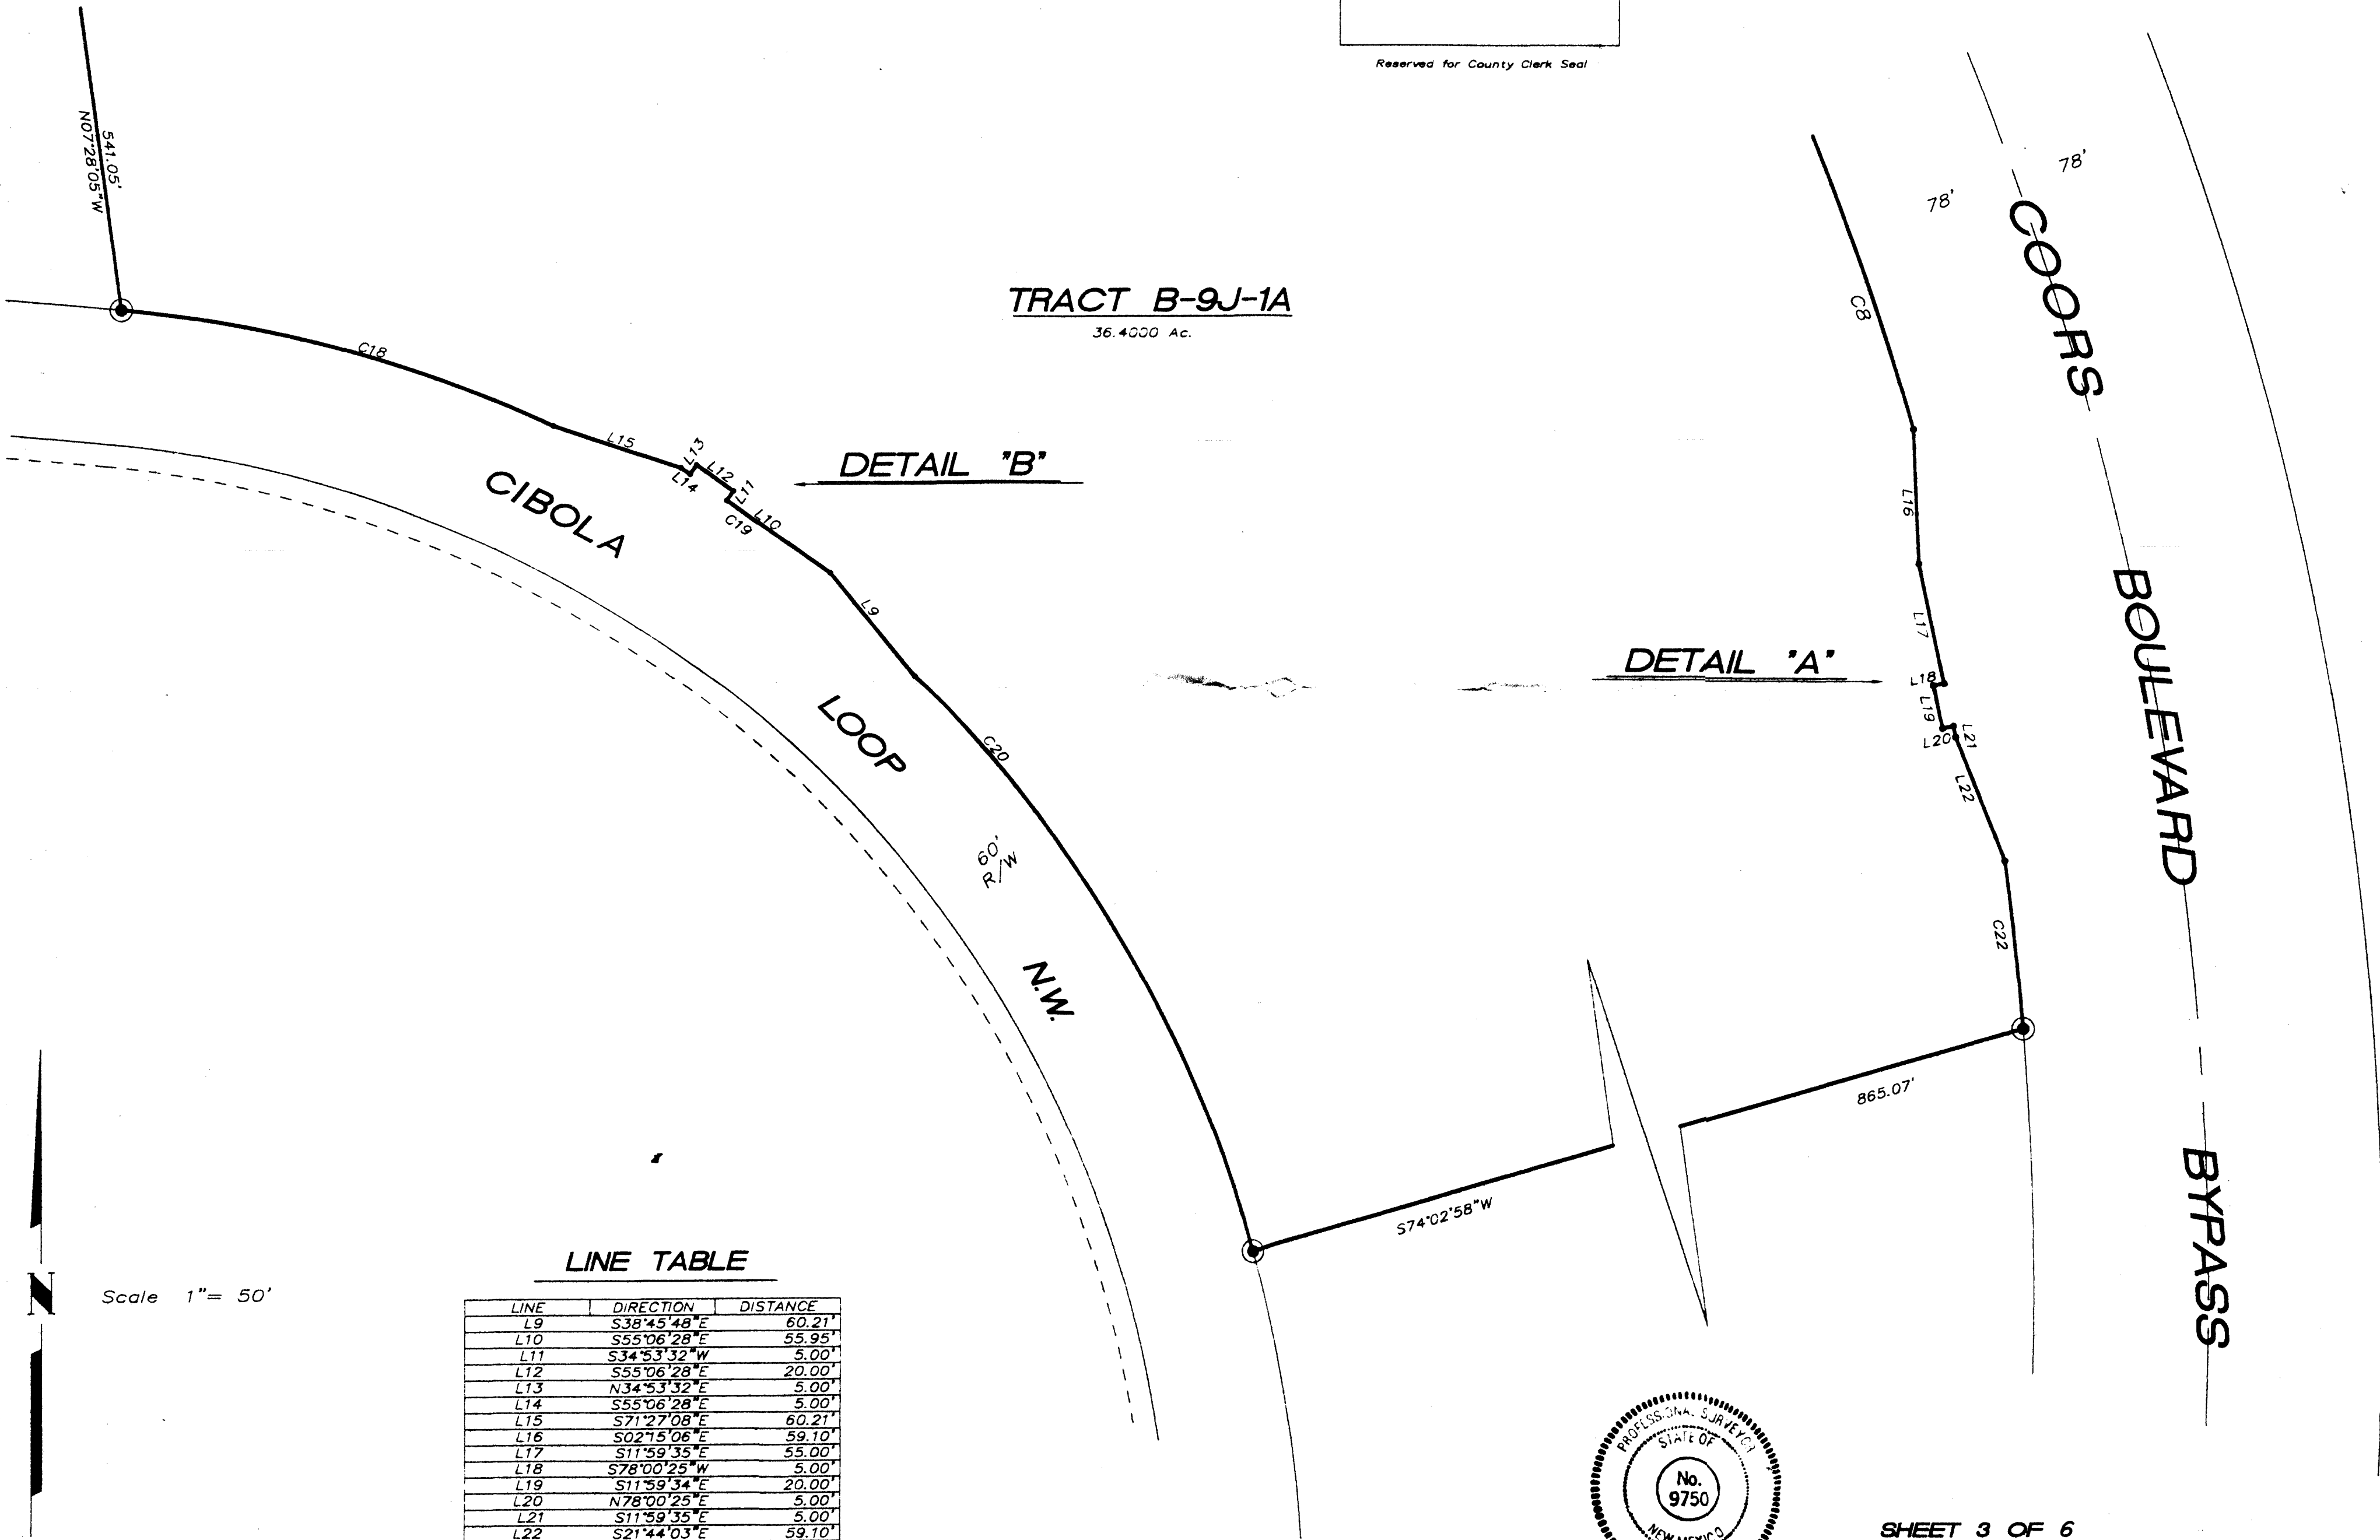 Reserved for County Clerk Seal
541.05'
N07°28'05"W
78'
78'
COORS
BOULEVARD
BYPASS
TRACT B-9J-1A
36.4000 Ac.
C8
C18
L15
L13
L14
L12
L11
L10
C19
DETAIL "B"
CIBOLA
LOOP
N.W.
L9
C20
60'
R/W
L16
L17
DETAIL "A"
L18
L19
L20
L21
L22
C22
865.07'
S74°02'58"W
N
Scale 1"= 50'
LINE TABLE
LINE DIRECTION DISTANCE
L9 S38°45'48"E 60.21'
L10 S55°06'28"E 55.95'
L11 S34°53'32"W 5.00'
L12 S55°06'28"E 20.00'
L13 N34°53'32"E 5.00'
L14 S55°06'28"E 5.00'
L15 S71°27'08"E 60.21'
L16 S02°15'06"E 59.10'
L17 S11°59'35"E 55.00'
L18 S78°00'25"W 5.00'
L19 S11°59'34"E 20.00'
L20 N78°00'25"E 5.00'
L21 S11°59'35"E 5.00'
L22 S21°44'03"E 59.10'
PROFESSIONAL SURVEYOR
STATE OF
No.
9750
NEW MEXICO
SHEET 3 OF 6